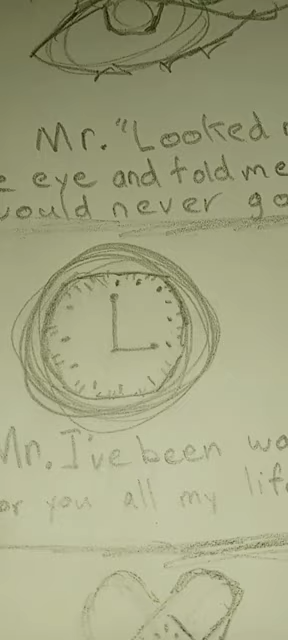 Mr. "Looked
eye and told me
would never go
Mr. I've been wa
or you all my lif